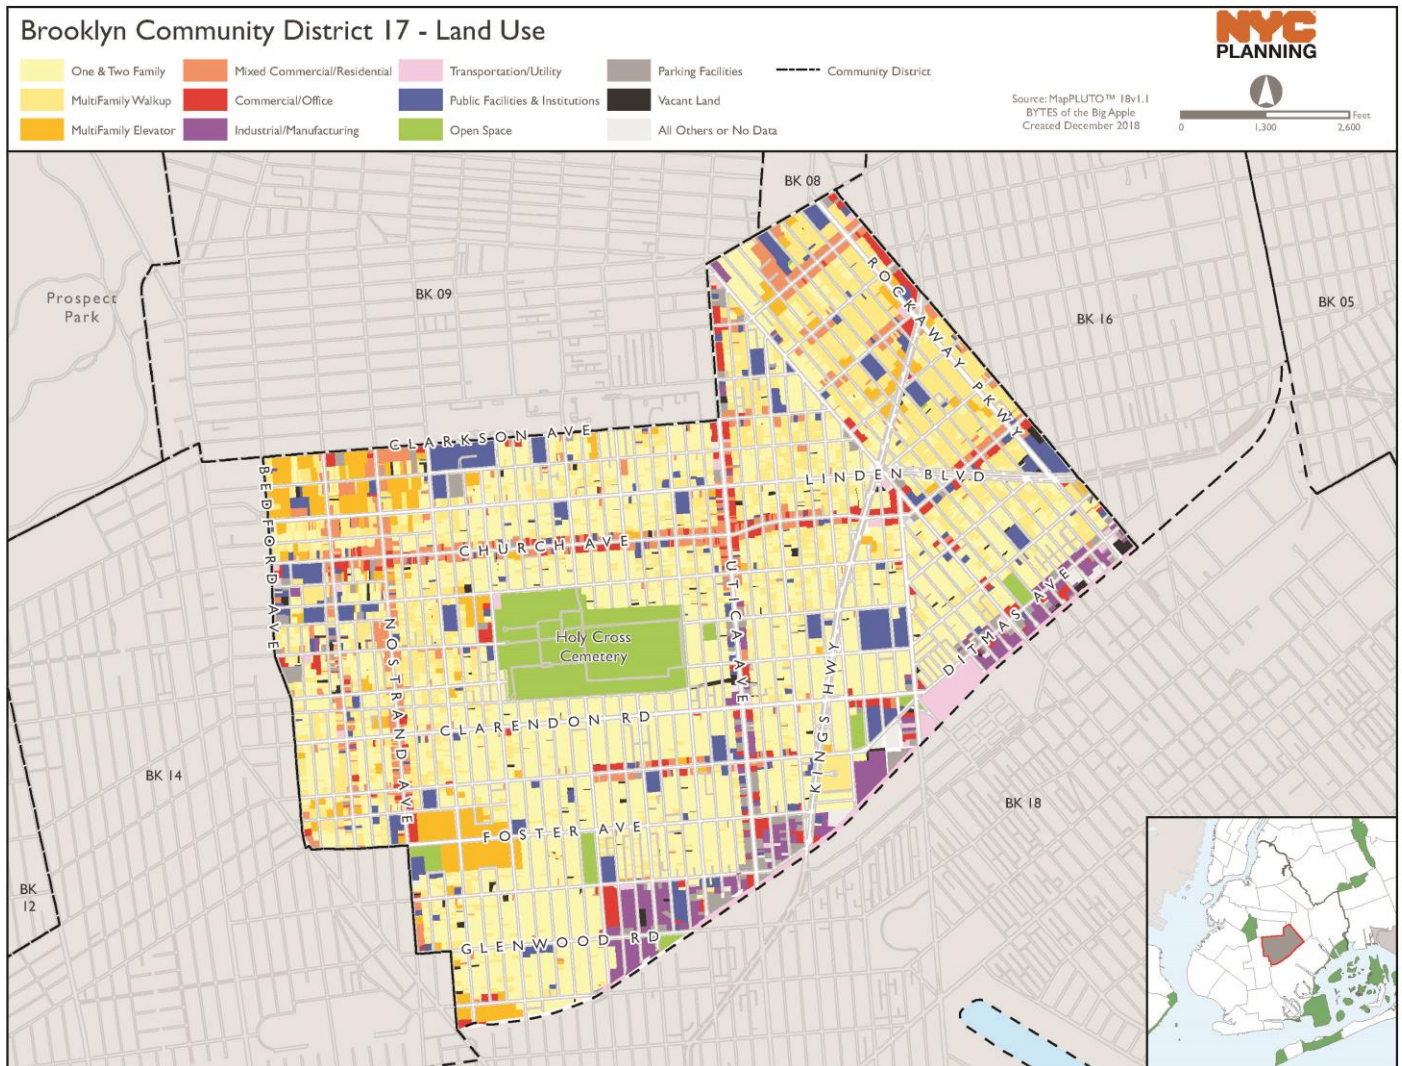 Brooklyn Community District 17 - Land Use
One & Two Family
MultiFamily Walkup
MultiFamily Elevator
Mixed Commercial/Residential
Commercial/Office
Industrial/Manufacturing
Transportation/Utility
Public Facilities & Institutions
Open Space
Parking Facilities
Vacant Land
All Others or No Data
Community District
Source: MapPLUTO™ 18v1.1
BYTES of the Big Apple
Created December 2018
NYC
PLANNING
Feet
0 1,300 2,600
BK 08
Prospect
Park
BK 09
ROCKAWAY PKWY
BK 16
BK 05
CLARKSON AVE
BEDFORD AVE
LINDEN BLVD
CHURCH AVE
UTICA AVE
NOSTRAND AVE
Holy Cross
Cemetery
DITMAS AVE
KINGS HWY
CLARENDON RD
BK 14
BK 18
FOSTER AVE
BK
12
GLENWOOD RD